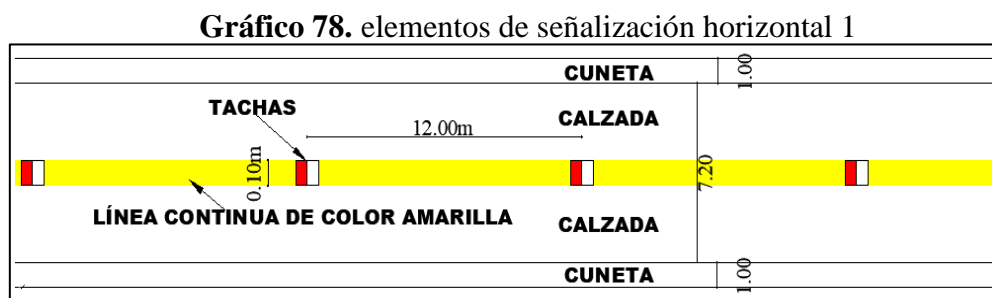 Gráfico 78. elementos de señalización horizontal 1
CUNETA
1.00
TACHAS
CALZADA
12.00m
0.10m
7.20
LÍNEA CONTINUA DE COLOR AMARILLA
CALZADA
CUNETA
1.00